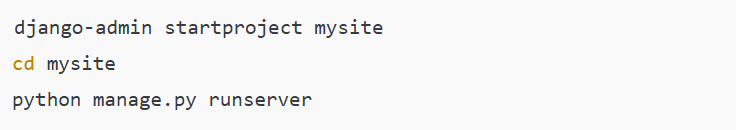 django-admin startproject mysite
cd mysite
python manage.py runserver